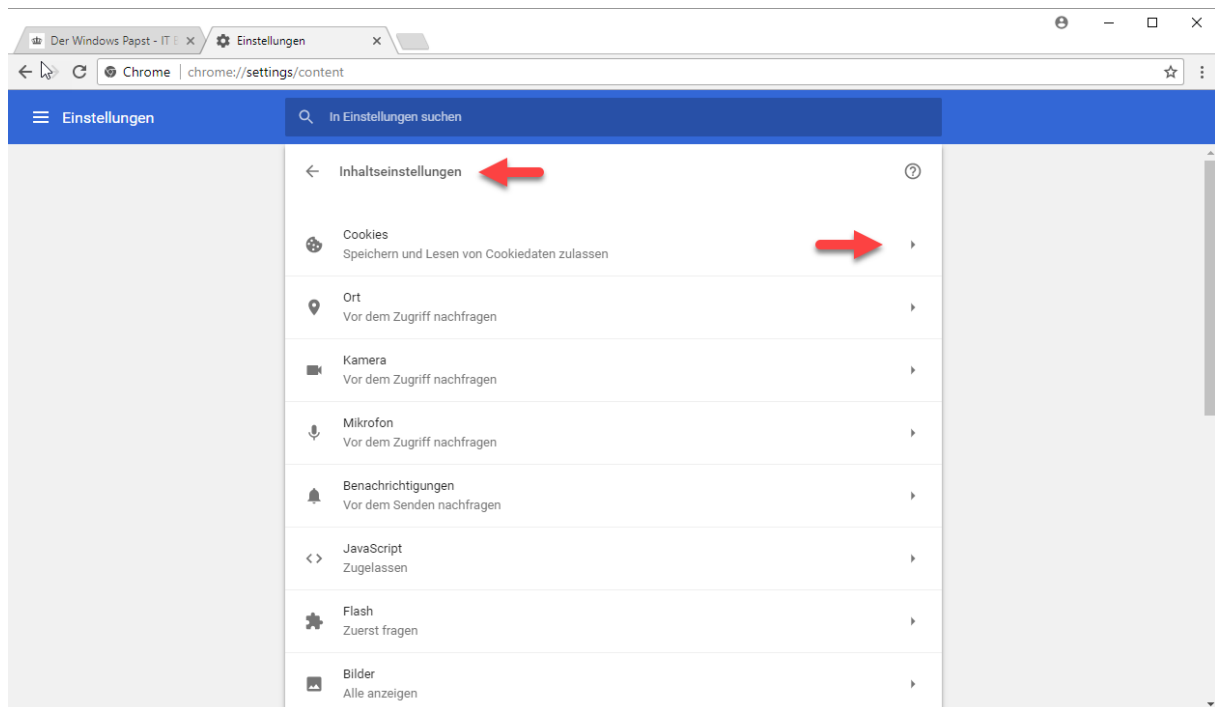 Der Windows Papst - IT
Einstellungen
Chrome chrome://settings/content
Einstellungen
In Einstellungen suchen
Inhaltseinstellungen
Cookies
Speichern und Lesen von Cookiedaten zulassen
Ort
Vor dem Zugriff nachfragen
Kamera
Vor dem Zugriff nachfragen
Mikrofon
Vor dem Zugriff nachfragen
Benachrichtigungen
Vor dem Senden nachfragen
JavaScript
Zugelassen
Flash
Zuerst fragen
Bilder
Alle anzeigen